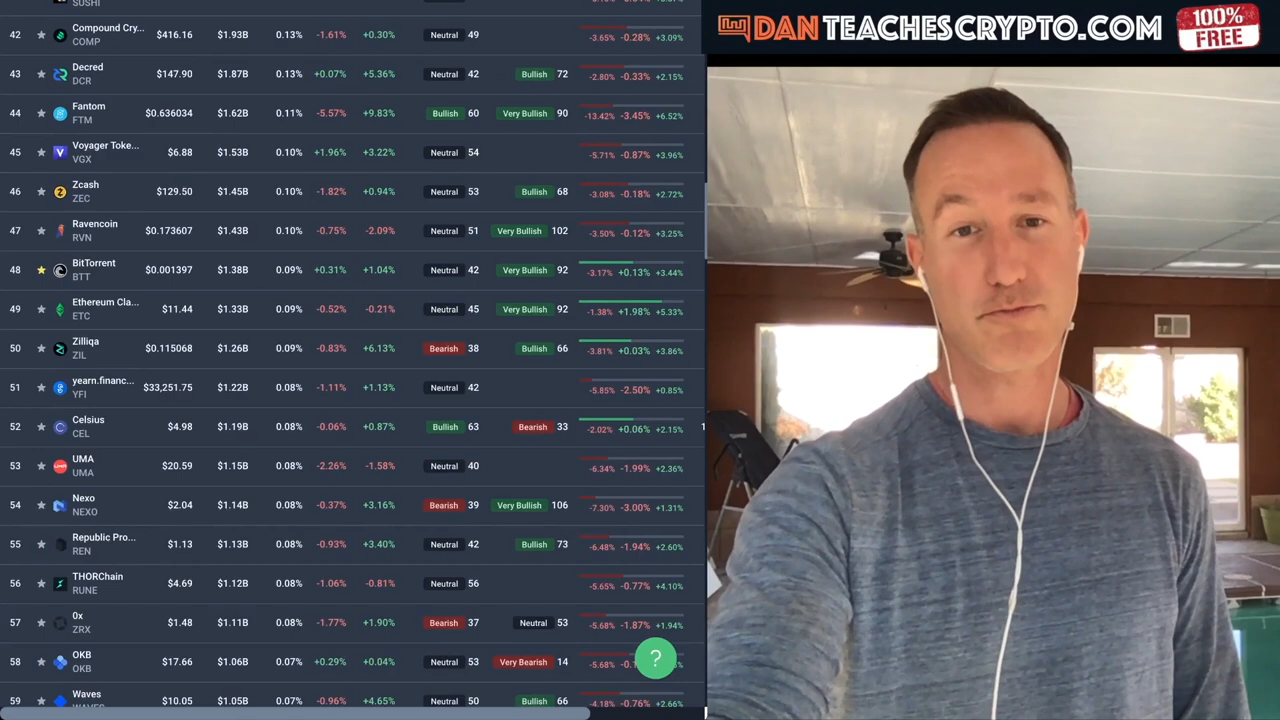 SUSHI
DANTEACHESCRYPTO.COM
100%
FREE
42 Compound Cry... $416.06 $1.93B 0.13% -1.61% +0.30% Neutral 49 -3.65% -0.28% +3.09%
COMP
43 Decred $147.90 $1.87B 0.13% +0.07% +5.36% Neutral 42 Bullish 72 -2.80% -0.33% +2.15%
DCR
44 Fantom $0.636034 $1.62B 0.11% -5.57% +9.83% Bullish 60 Very Bullish 90 -13.42% -3.45% +6.52%
FTM
45 Voyager Toke... $6.88 $1.53B 0.10% +1.96% +3.22% Neutral 54 -5.71% -0.87% +3.96%
VGX
46 Zcash $129.50 $1.45B 0.10% -1.82% +0.94% Neutral 53 Bullish 68 -3.08% -0.18% +2.72%
ZEC
47 Ravencoin $0.173607 $1.43B 0.10% -0.57% -2.09% Neutral 51 Very Bullish 102 -3.50% -0.12% +3.25%
RVN
48 BitTorrent $0.001397 $1.38B 0.09% +0.31% +1.04% Neutral 42 Very Bullish 92 -3.17% +0.13% +3.44%
BTT
49 Ethereum Cla... $11.44 $1.33B 0.09% -0.52% -0.21% Neutral 45 Very Bullish 92 -1.38% +1.98% +5.33%
ETC
50 Zilliqa $0.115068 $1.26B 0.09% -0.83% +6.13% Bearish 38 Bullish 66 -3.81% +0.03% +3.86%
ZIL
51 yearn.financ... $33,251.75 $1.22B 0.08% -1.11% +1.13% Neutral 42 -5.85% -2.50% +0.85%
YFI
52 Celsius $4.98 $1.19B 0.08% -0.06% +0.87% Bullish 63 Bearish 33 -2.02% +0.06% +2.15% 1
CEL
53 UMA $20.59 $1.15B 0.08% -2.26% -1.58% Neutral 40 -6.34% -1.99% +2.36%
UMA
54 Nexo $2.04 $1.14B 0.08% -0.37% +3.16% Bearish 39 Very Bullish 106 -7.30% -3.00% +1.31%
NEXO
55 Republic Pro... $1.13 $1.13B 0.08% -0.93% +3.40% Neutral 42 Bullish 73 -6.48% -1.94% +2.60%
REN
56 THORChain $4.69 $1.12B 0.08% -1.06% -0.81% Neutral 56 -5.65% -0.77% +4.10%
RUNE
57 0x $1.48 $1.11B 0.08% -1.77% +1.90% Bearish 37 Neutral 53 -5.68% -1.87% +1.94%
ZRX
58 OKB $17.66 $1.06B 0.07% +0.29% +0.04% Neutral 53 Very Bearish 14 -5.68%
OKB
?
59 Waves $10.05 $1.05B 0.07% -0.96% +4.65% Neutral 50 Bullish 66 -4.18% -0.76% +2.66%